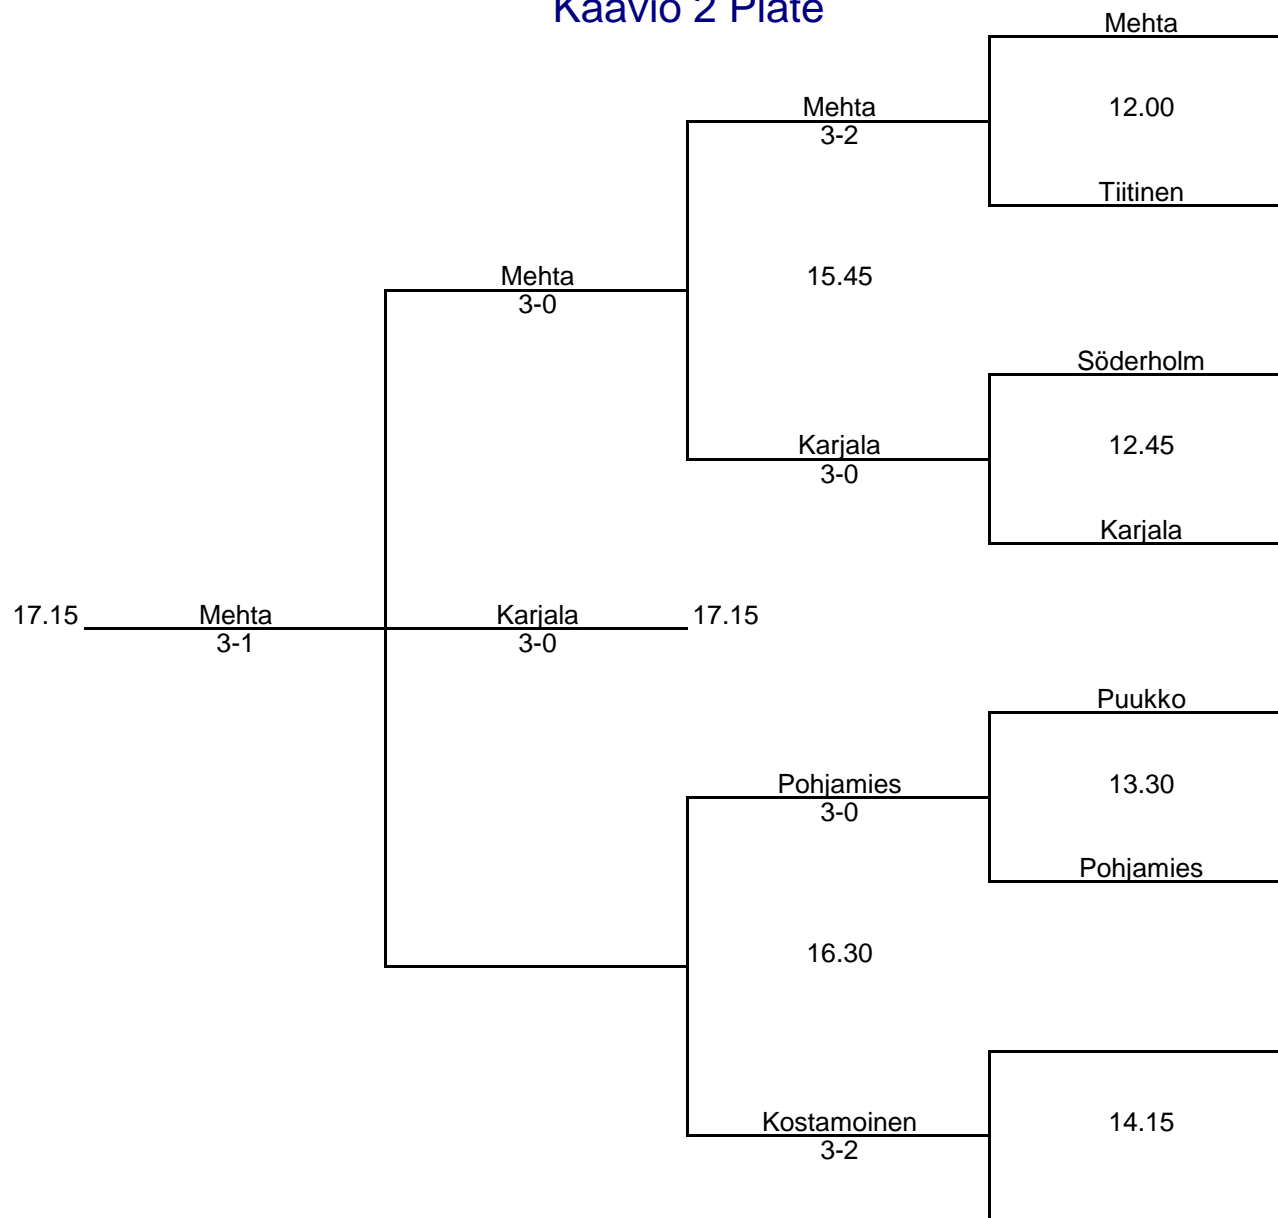 Kaavio 2 Plate
Mehta
Mehta
12.00
3-2
Tiitinen
Mehta
15.45
3-0
Söderholm
Karjala
12.45
3-0
Karjala
17.15
Mehta
Karjala
17.15
3-1
3-0
Puukko
Pohjamies
13.30
3-0
Pohjamies
16.30
Kostamoinen
14.15
3-2